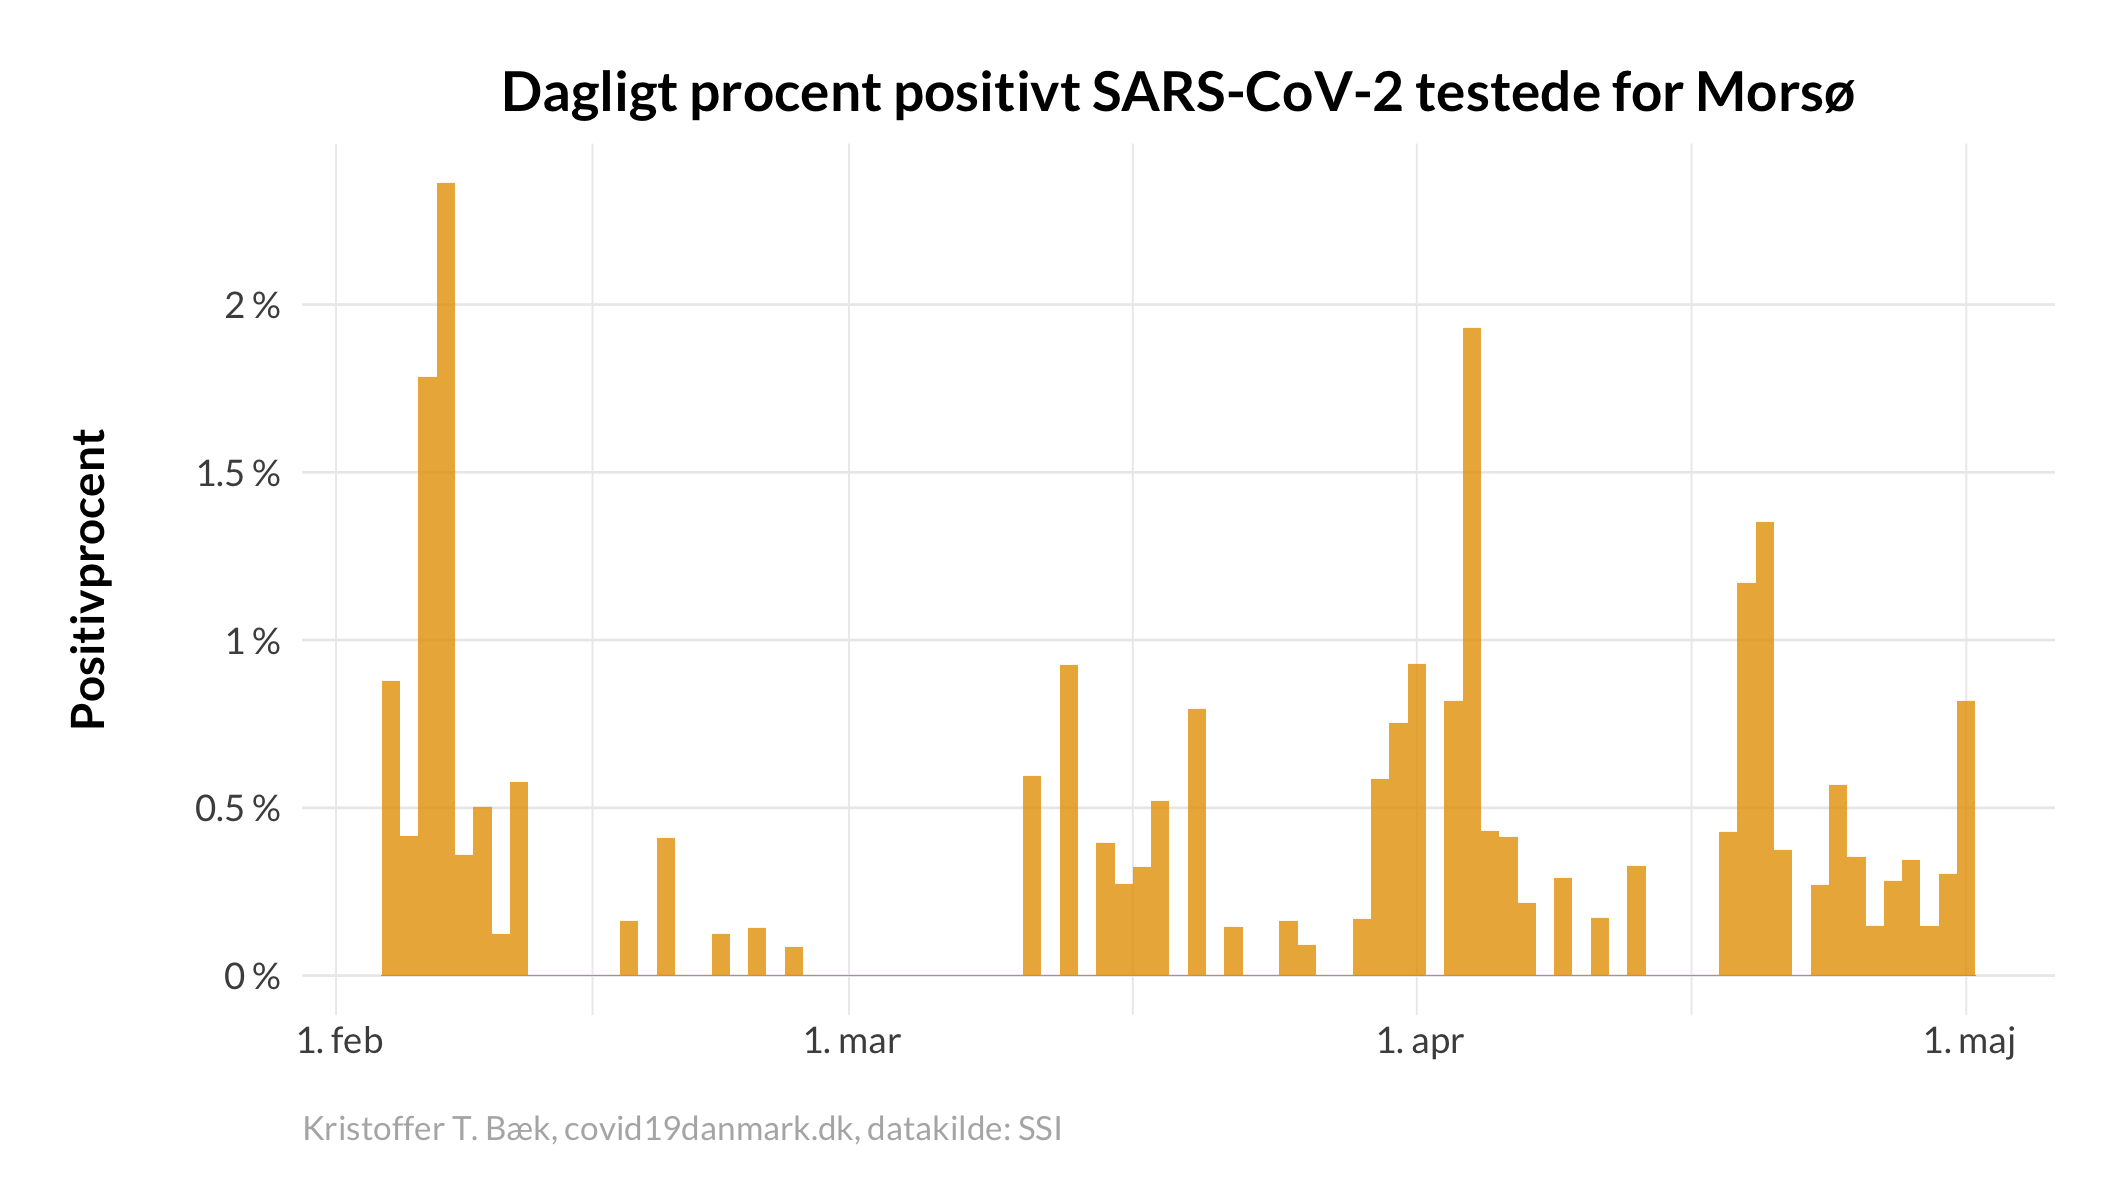 Dagligt procent positivt SARS-CoV-2 testede for Morsø
Positivprocent
2 %
1.5 %
1 %
0.5 %
0 %
1. feb
1. mar
1. apr
1. maj
Kristoffer T. Bæk, covid19danmark.dk, datakilde: SSI